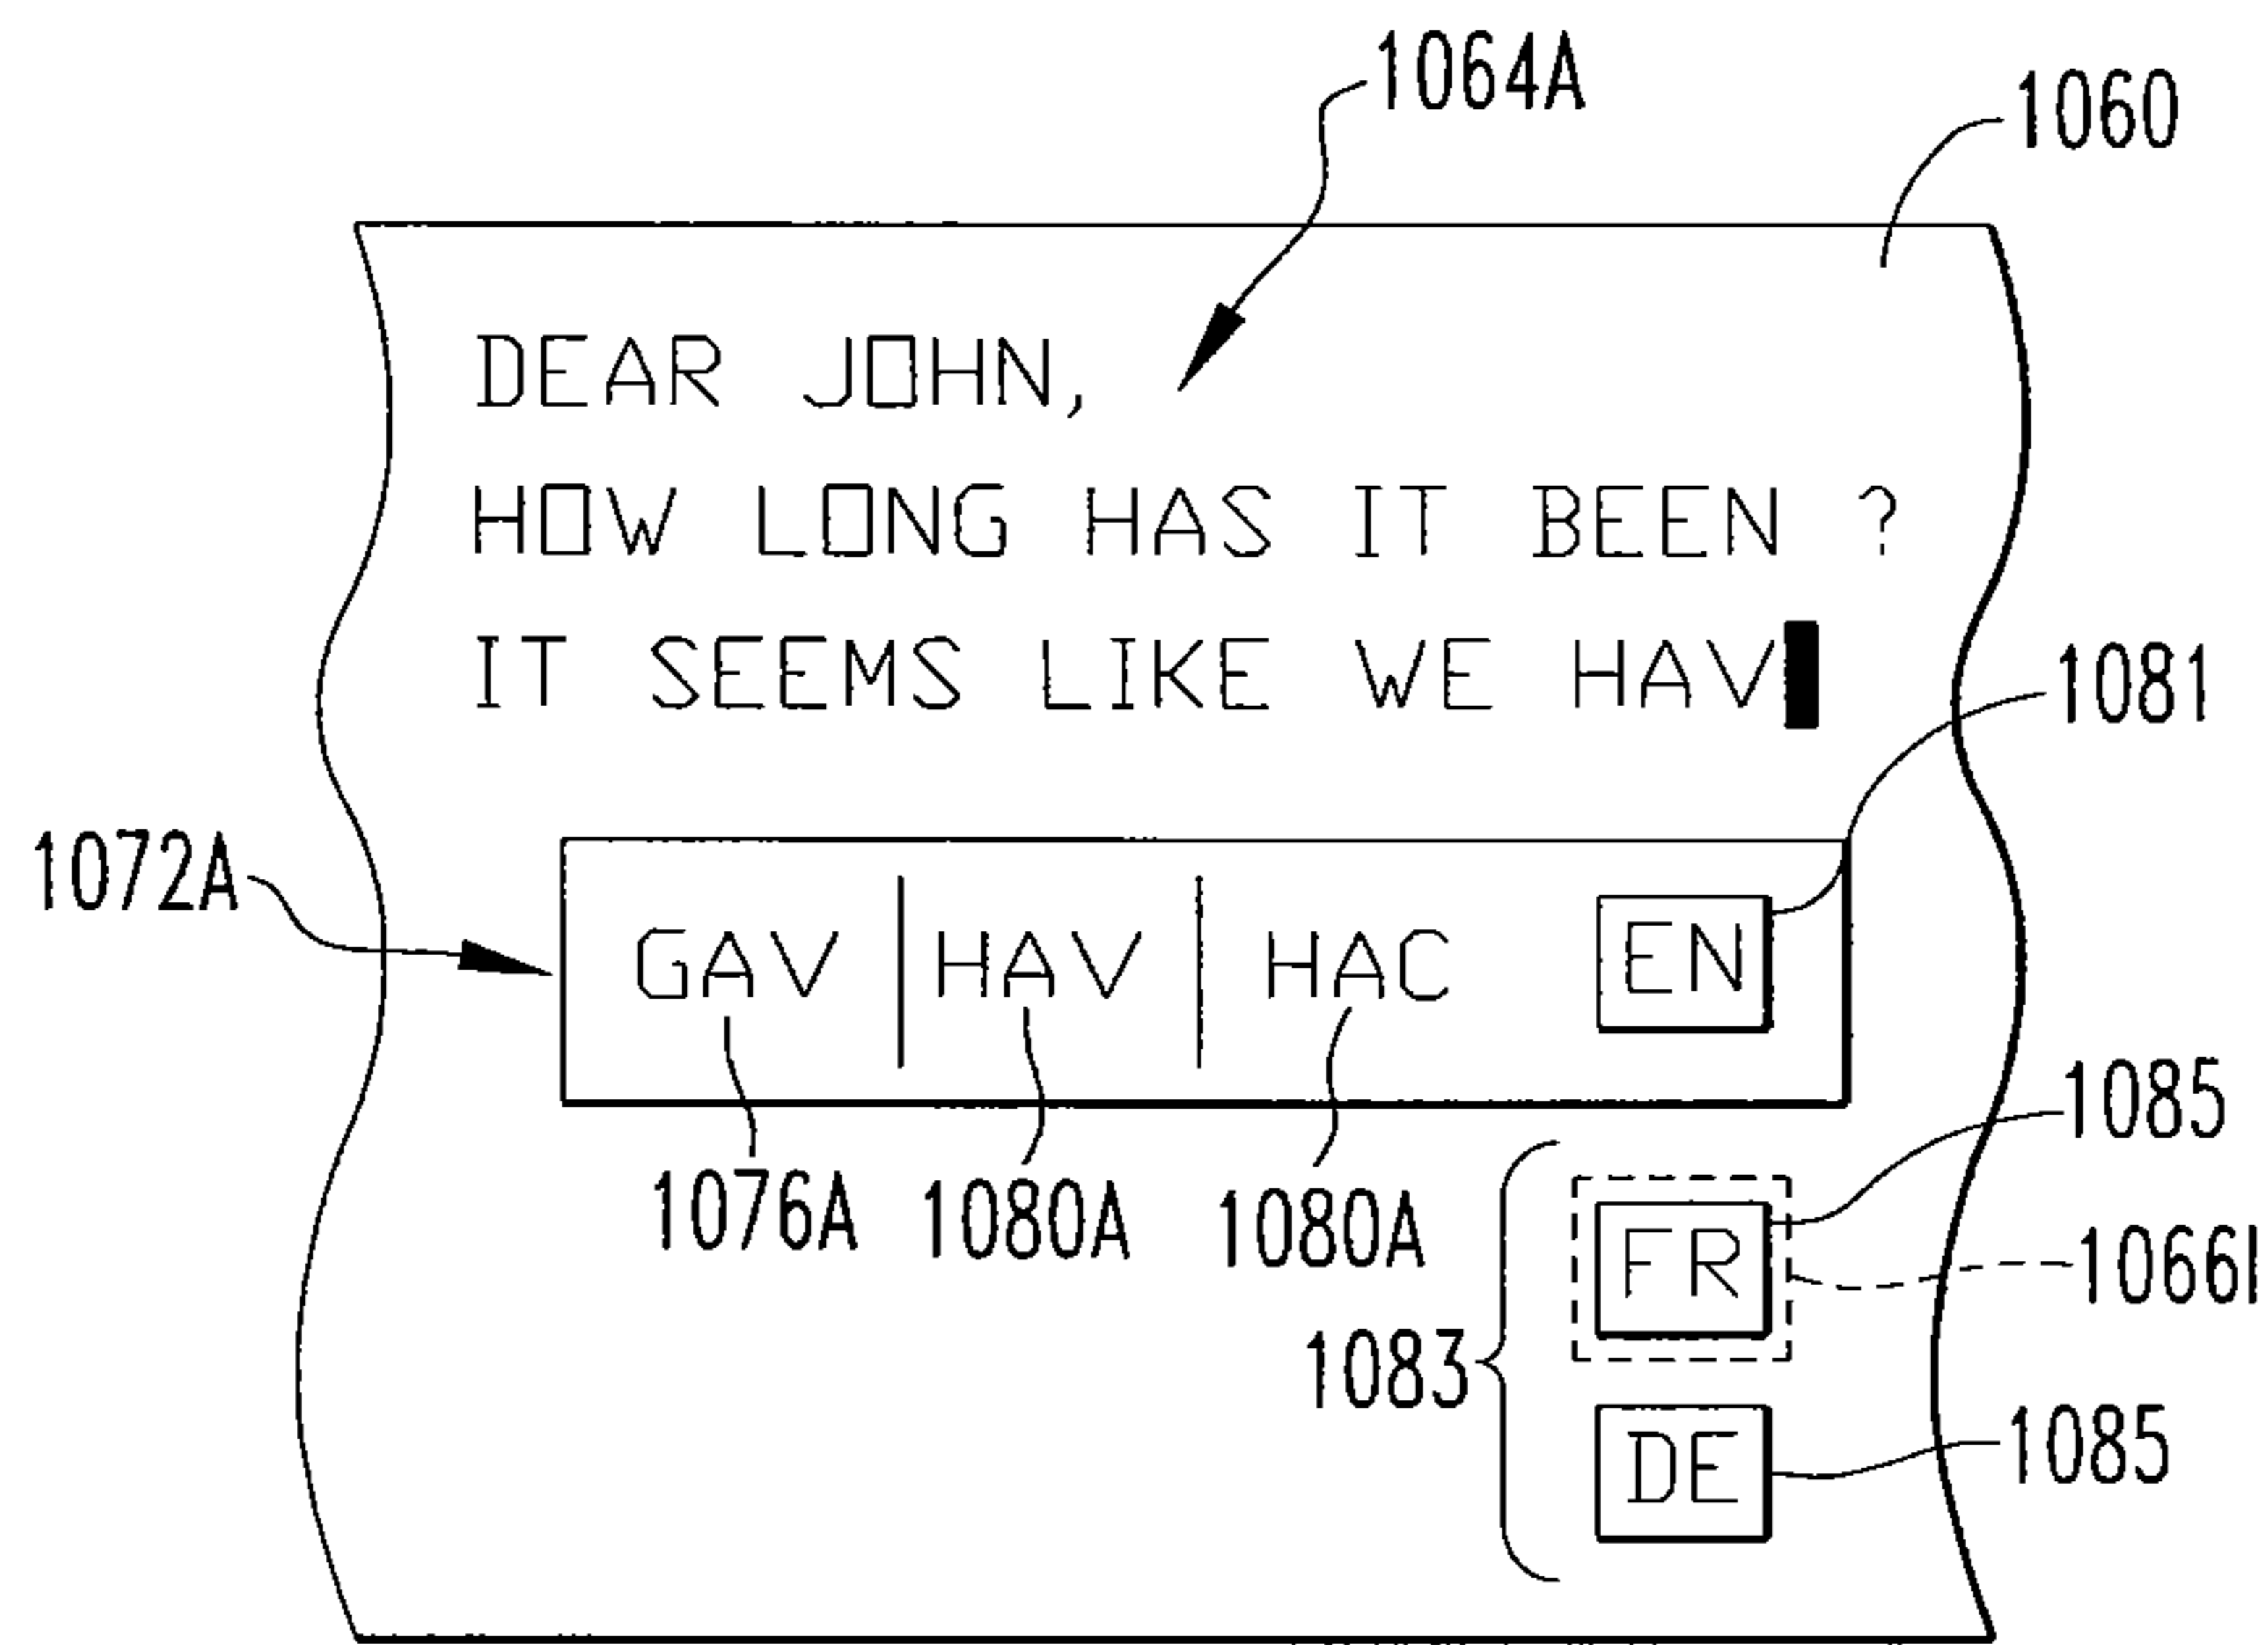 1064A
1060
DEAR JOHN,
HOW LONG HAS IT BEEN ?
IT SEEMS LIKE WE HAV
1081
1072A
GAV HAV HAC EN
1085
1076A 1080A 1080A
FR
1066I
1083
DE
1085